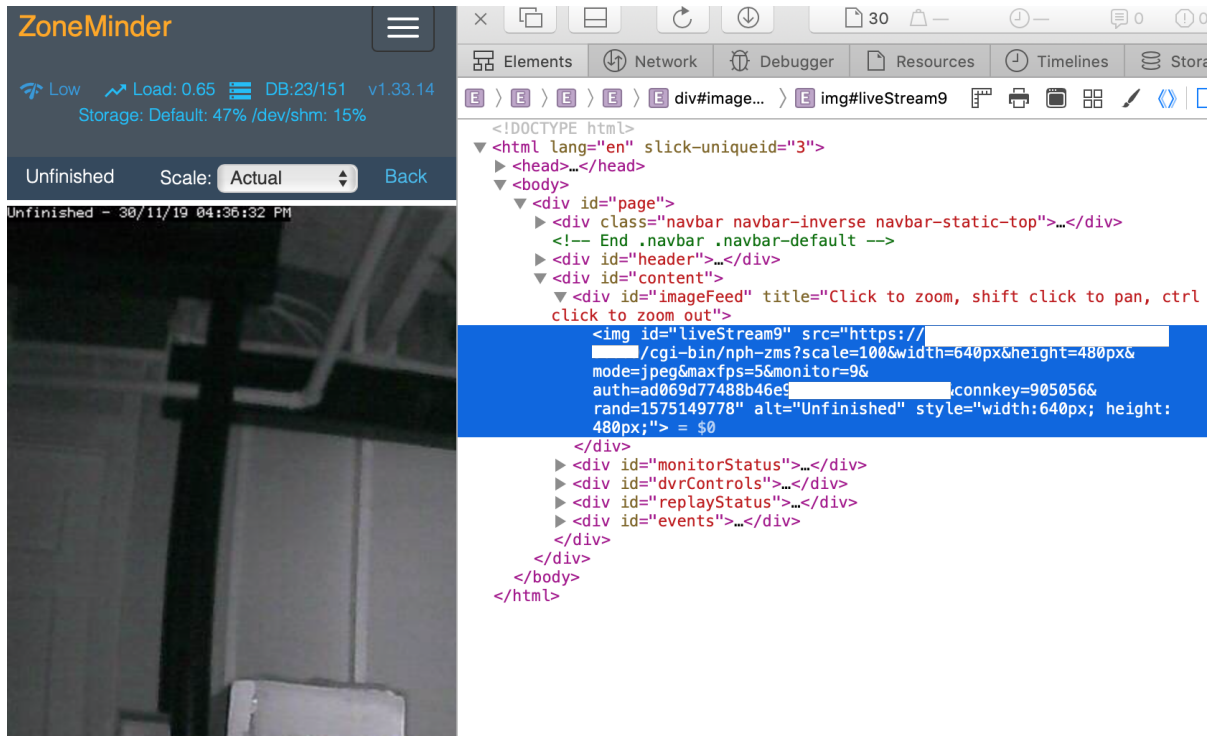 ZoneMinder
Low Load: 0.65 DB:23/151 v1.33.14
Storage: Default: 47% /dev/shm: 15%
Unfinished Scale: Actual Back
Unfinished - 30/11/19 04:36:32 PM
30 — — 0 0
Elements Network Debugger Resources Timelines Stora
E E E E E div#image... E img#liveStream9
<!DOCTYPE html>
<html lang="en" slick-uniqueid="3">
<head>…</head>
<body>
<div id="page">
<div class="navbar navbar-inverse navbar-static-top">…</div>
<!-- End .navbar .navbar-default -->
<div id="header">…</div>
<div id="content">
<div id="imageFeed" title="Click to zoom, shift click to pan, ctrl
click to zoom out">
<img id="liveStream9" src="https://
/cgi-bin/nph-zms?scale=100&width=640px&height=480px&
mode=jpeg&maxfps=5&monitor=9&
auth=ad069d77488b46e9 &connkey=905056&
rand=1575149778" alt="Unfinished" style="width:640px; height:
480px;"> = $0
</div>
<div id="monitorStatus">…</div>
<div id="dvrControls">…</div>
<div id="replayStatus">…</div>
<div id="events">…</div>
</div>
</div>
</body>
</html>